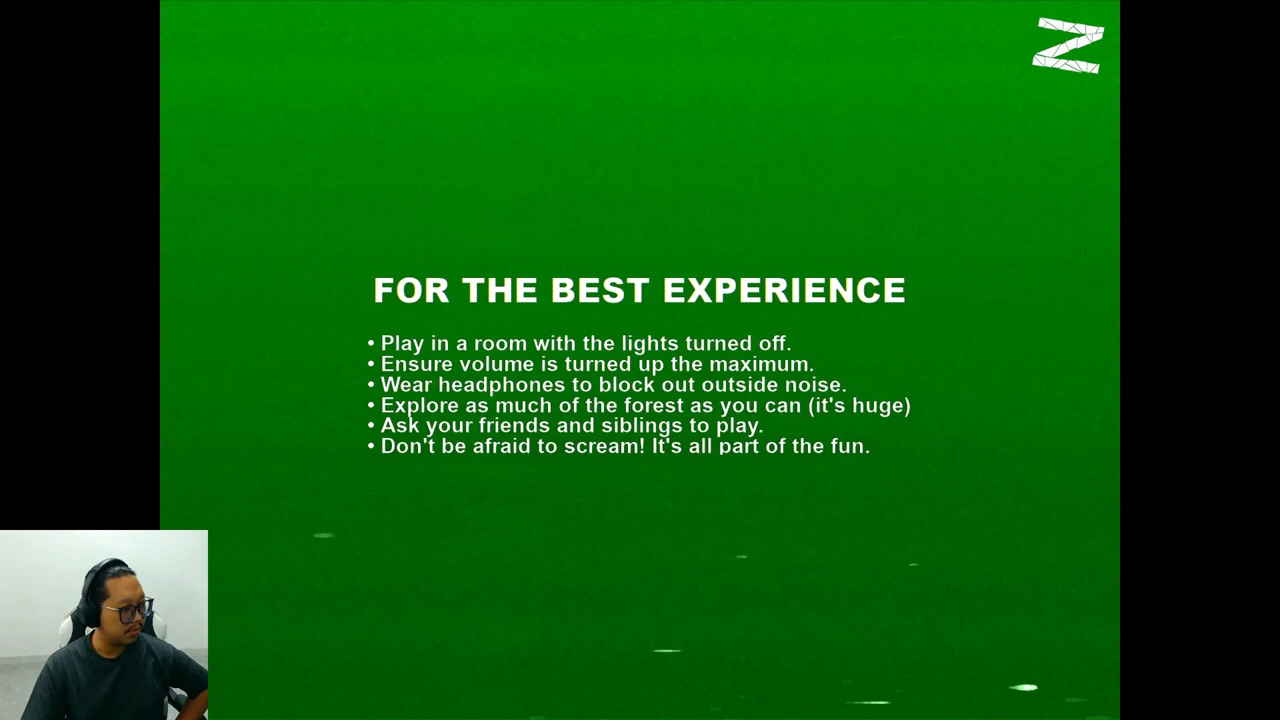 Z
FOR THE BEST EXPERIENCE
• Play in a room with the lights turned off.
• Ensure volume is turned up the maximum.
• Wear headphones to block out outside noise.
• Explore as much of the forest as you can (it's huge)
• Ask your friends and siblings to play.
• Don't be afraid to scream! It's all part of the fun.